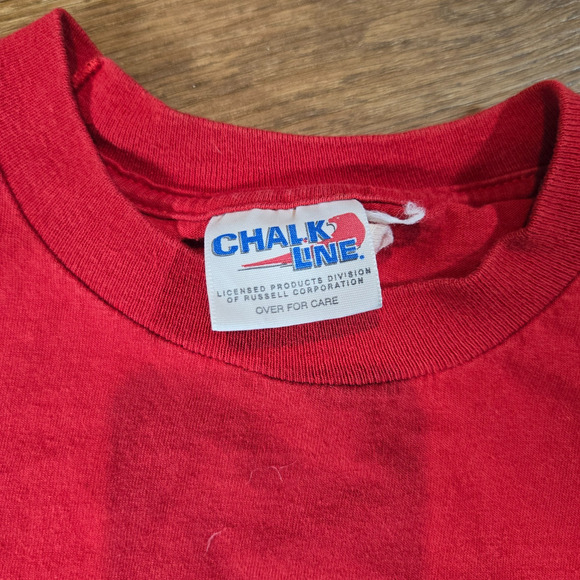 CHALK
LINE.
LICENSED PRODUCTS DIVISION
OF RUSSELL CORPORATION
OVER FOR CARE